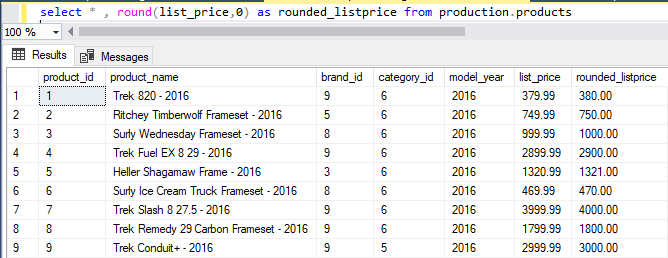 select * , round(list_price,0) as rounded_listprice from production.products
100 %
Results Messages
product_id product_name brand_id category_id model_year list_price rounded_listprice
1 1 Trek 820 - 2016 9 6 2016 379.99 380.00
2 2 Ritchey Timberwolf Frameset - 2016 5 6 2016 749.99 750.00
3 3 Surly Wednesday Frameset - 2016 8 6 2016 999.99 1000.00
4 4 Trek Fuel EX 8 29 - 2016 9 6 2016 2899.99 2900.00
5 5 Heller Shagamaw Frame - 2016 3 6 2016 1320.99 1321.00
6 6 Surly Ice Cream Truck Frameset - 2016 8 6 2016 469.99 470.00
7 7 Trek Slash 8 27.5 - 2016 9 6 2016 3999.99 4000.00
8 8 Trek Remedy 29 Carbon Frameset - 2016 9 6 2016 1799.99 1800.00
9 9 Trek Conduit+ - 2016 9 5 2016 2999.99 3000.00